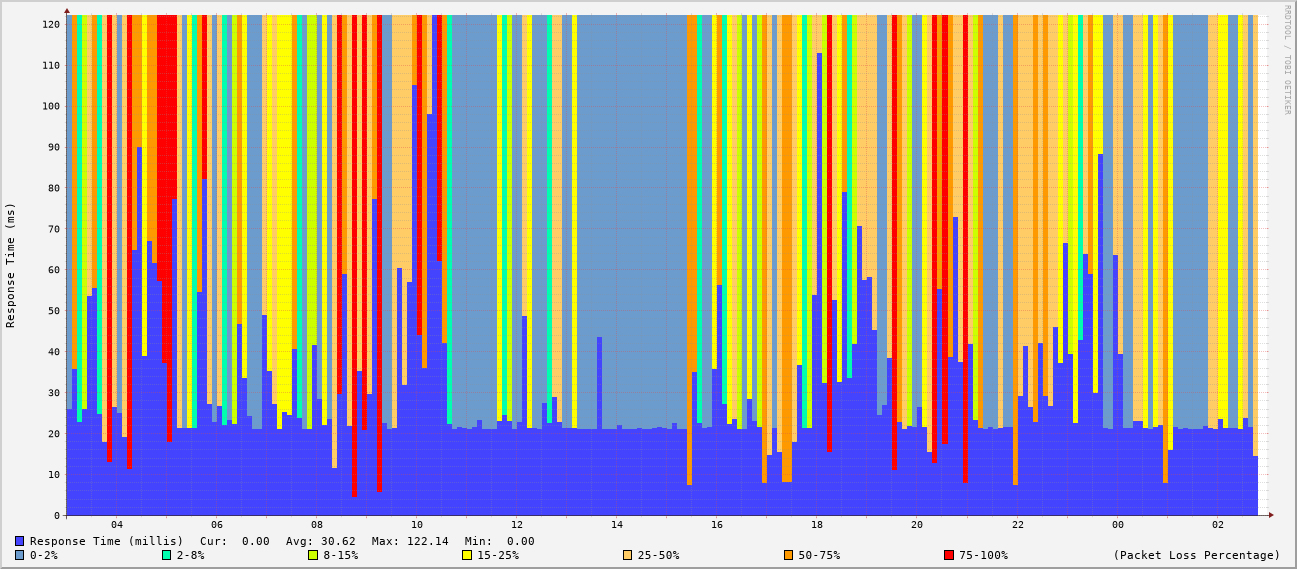 RRDTOOL / TOBI OETIKER
Response Time (ms)
120
110
100
90
80
70
60
50
40
30
20
10
0
04 06 08 10 12 14 16 18 20 22 00 02
Response Time (millis) Cur: 0.00 Avg: 30.62 Max: 122.14 Min: 0.00
0-2% 2-8% 8-15% 15-25% 25-50% 50-75% 75-100% (Packet Loss Percentage)